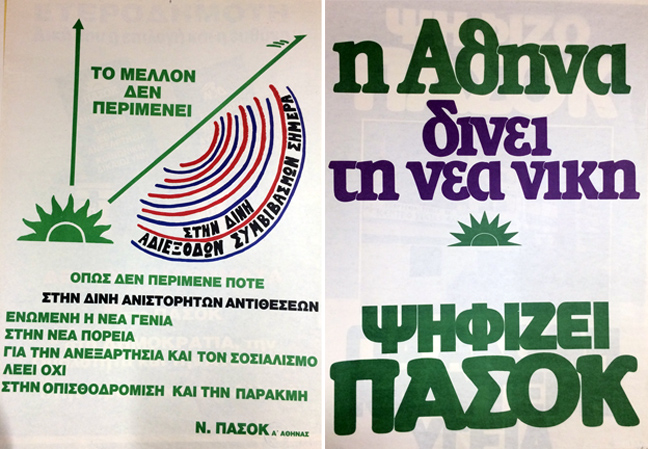 ΤΟ ΜΕΛΛΟΝ
ΔΕΝ
ΠΕΡΙΜΕΝΕΙ
ΣΤΗΝ ΔΙΝΗ
ΑΔΙΕΞΟΔΩΝ ΣΥΜΒΙΒΑΣΜΩΝ ΣΗΜΕΡΑ
ΟΠΩΣ ΔΕΝ ΠΕΡΙΜΕΝΕ ΠΟΤΕ
ΣΤΗΝ ΔΙΝΗ ΑΝΙΣΤΟΡΗΤΩΝ ΑΝΤΙΘΕΣΕΩΝ
ΕΝΩΜΕΝΗ Η ΝΕΑ ΓΕΝΙΑ
ΣΤΗΝ ΝΕΑ ΠΟΡΕΙΑ
ΓΙΑ ΤΗΝ ΑΝΕΞΑΡΤΗΣΙΑ ΚΑΙ ΤΟΝ ΣΟΣΙΑΛΙΣΜΟ
ΛΕΕΙ ΟΧΙ
ΣΤΗΝ ΟΠΙΣΘΟΔΡΟΜΙΣΗ ΚΑΙ ΤΗΝ ΠΑΡΑΚΜΗ
Ν. ΠΑΣΟΚ Α΄ ΑΘΗΝΑΣ
η Αθηνα
δινει
τη νεα νικη
ΨΗΦΙΖΕΙ
ΠΑΣΟΚ